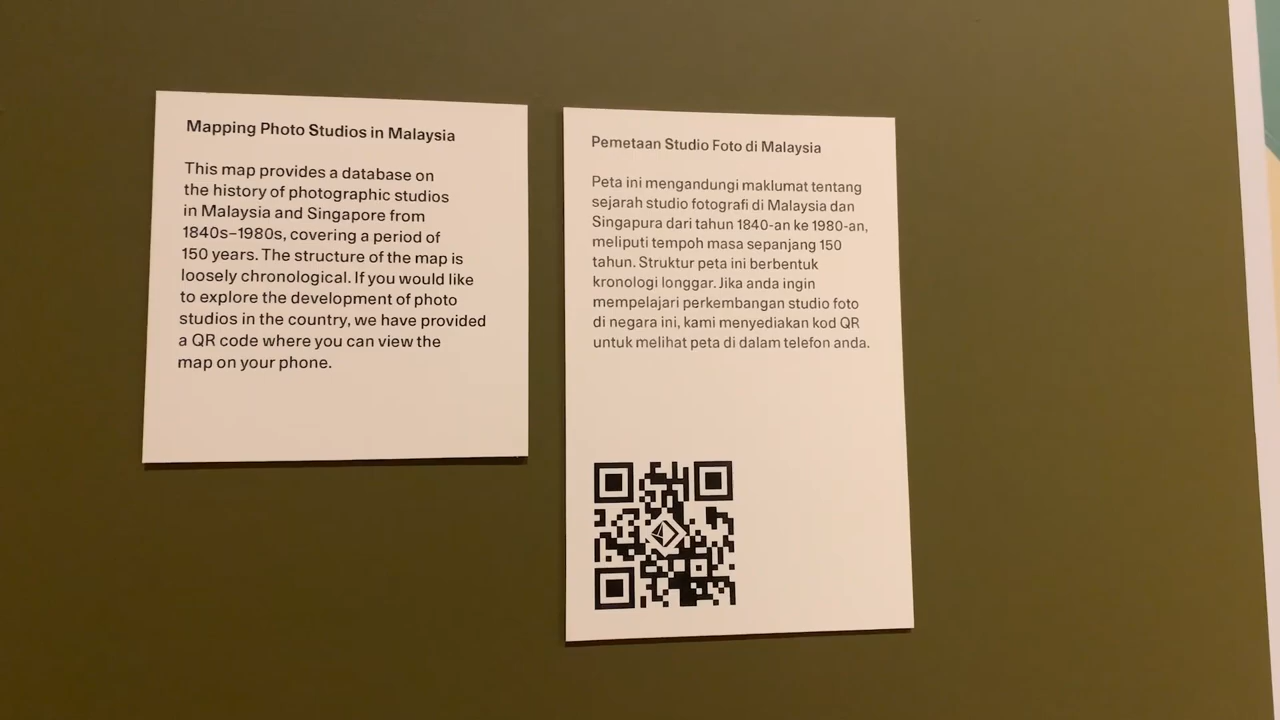 Mapping Photo Studios in Malaysia
This map provides a database on
the history of photographic studios
in Malaysia and Singapore from
1840s–1980s, covering a period of
150 years. The structure of the map is
loosely chronological. If you would like
to explore the development of photo
studios in the country, we have provided
a QR code where you can view the
map on your phone.
Pemetaan Studio Foto di Malaysia
Peta ini mengandungi maklumat tentang
sejarah studio fotografi di Malaysia dan
Singapura dari tahun 1840-an ke 1980-an,
meliputi tempoh masa sepanjang 150
tahun. Struktur peta ini berbentuk
kronologi longgar. Jika anda ingin
mempelajari perkembangan studio foto
di negara ini, kami menyediakan kod QR
untuk melihat peta di dalam telefon anda.